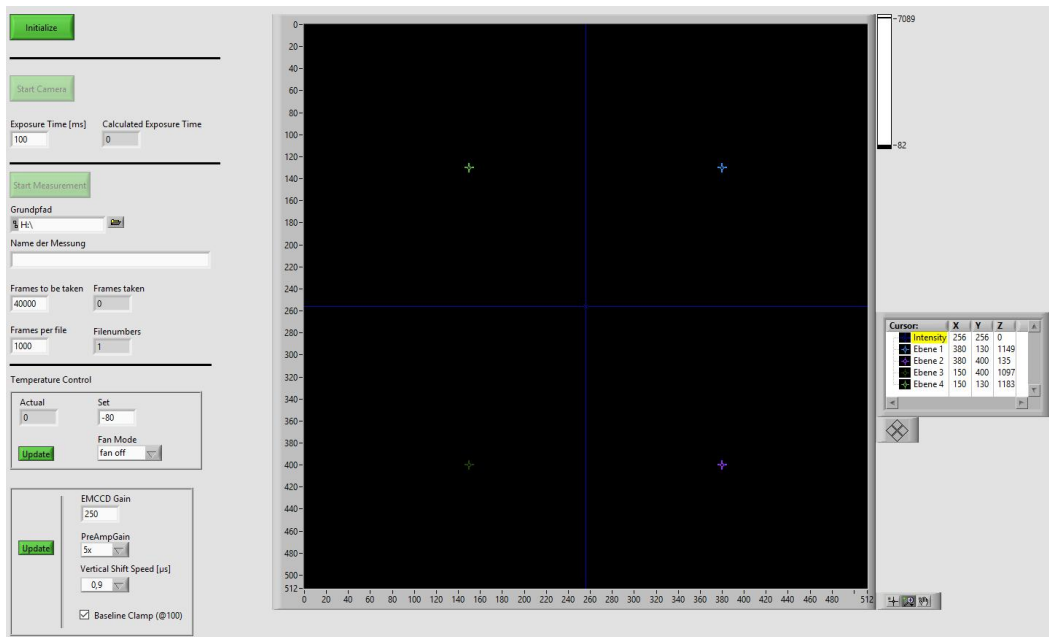 Initialize
Start Camera
Exposure Time [ms] Calculated Exposure Time
100 0
Start Measurement
Grundpfad
H:\
Name der Messung
Frames to be taken Frames taken
40000 0
Frames per file Filenumbers
1000 1
Temperature Control
Actual Set
0 -80
Fan Mode
Update fan off
EMCCD Gain
250
PreAmpGain
Update 5x
Vertical Shift Speed [µs]
0,9
Baseline Clamp (@100)
0
20
40
60
80
100
120
140
160
180
200
220
240
260
280
300
320
340
360
380
400
420
440
460
480
500
512
0 20 40 60 80 100 120 140 160 180 200 220 240 260 280 300 320 340 360 380 400 420 440 460 480 512
7089
82
Cursor: X Y Z
Intensity 256 256 0
Ebene 1 380 130 1149
Ebene 2 380 400 135
Ebene 3 150 400 1097
Ebene 4 150 130 1183